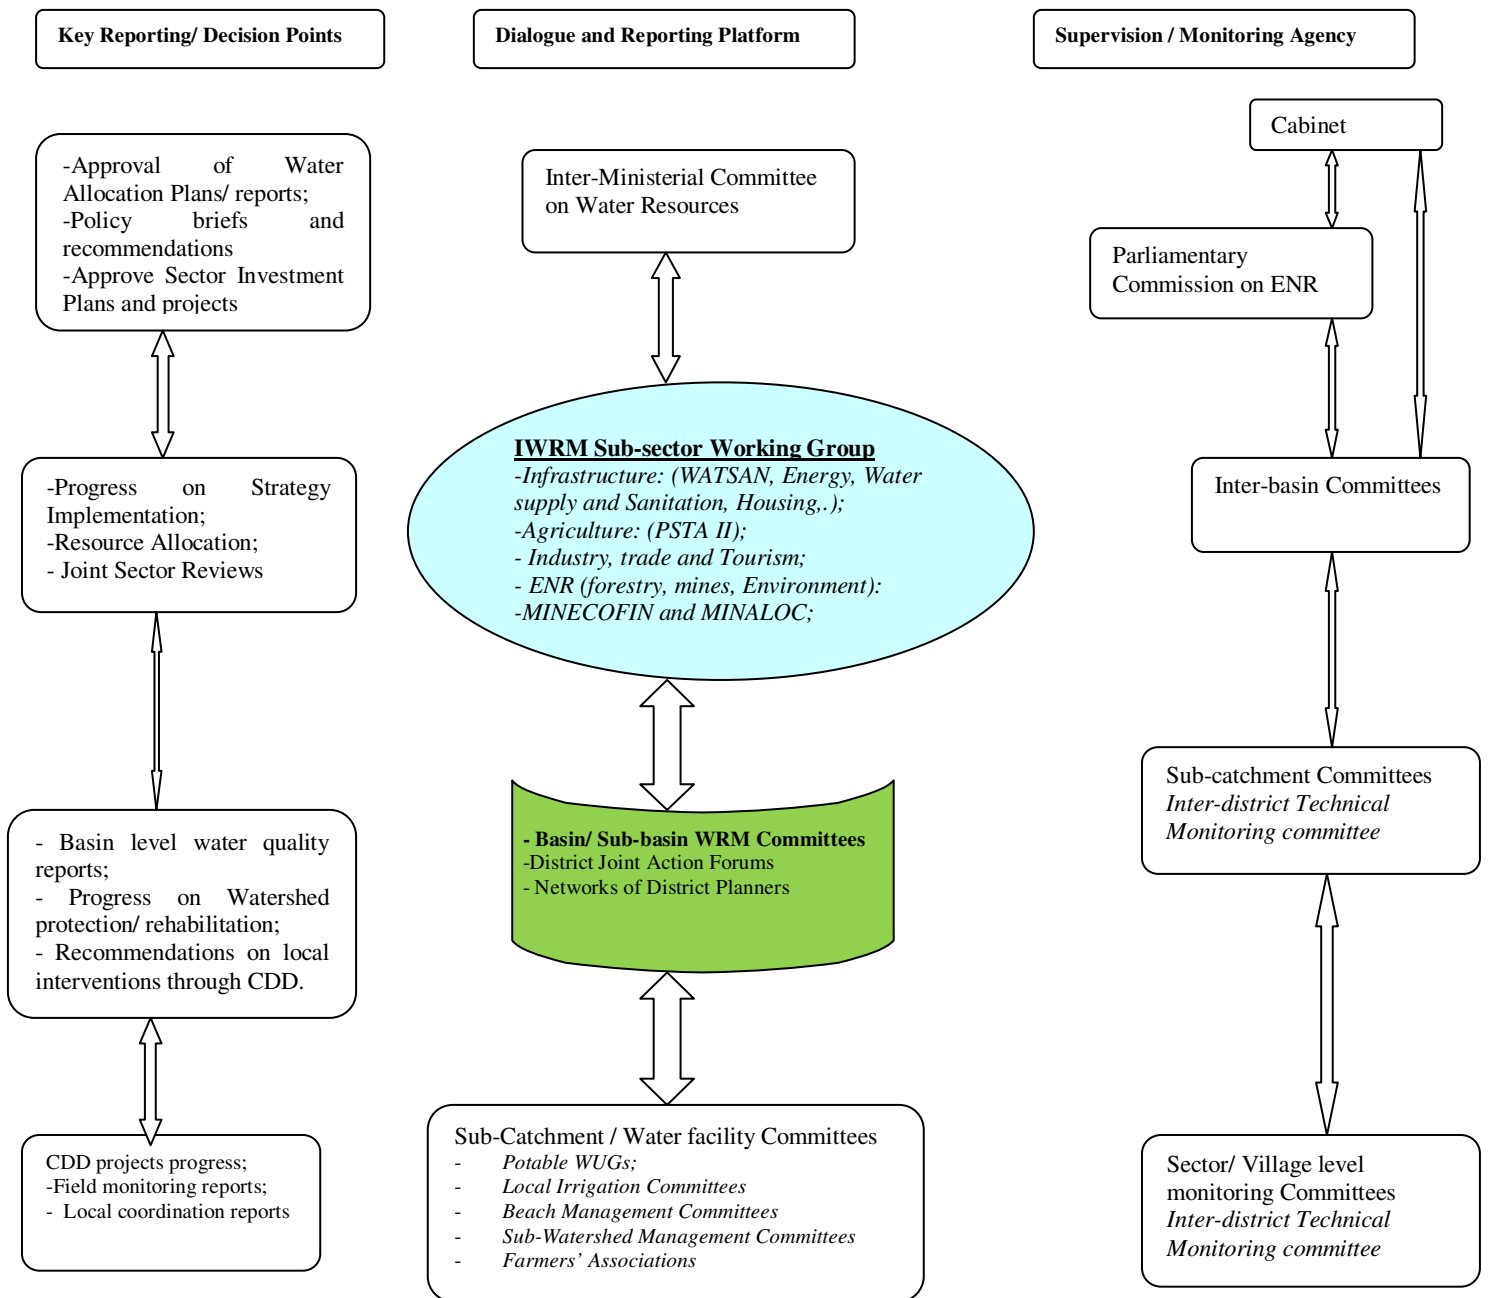 Key Reporting/ Decision Points
Dialogue and Reporting Platform
Supervision / Monitoring Agency
-Approval of Water
Allocation Plans/ reports;
-Policy briefs and
recommendations
-Approve Sector Investment
Plans and projects
-Progress on Strategy
Implementation;
-Resource Allocation;
- Joint Sector Reviews
- Basin level water quality
reports;
- Progress on Watershed
protection/ rehabilitation;
- Recommendations on local
interventions through CDD.
CDD projects progress;
-Field monitoring reports;
- Local coordination reports
Inter-Ministerial Committee
on Water Resources
IWRM Sub-sector Working Group
-Infrastructure: (WATSAN, Energy, Water
supply and Sanitation, Housing,.);
-Agriculture: (PSTA II);
- Industry, trade and Tourism;
- ENR (forestry, mines, Environment):
-MINECOFIN and MINALOC;
- Basin/ Sub-basin WRM Committees
-District Joint Action Forums
- Networks of District Planners
Sub-Catchment / Water facility Committees
- Potable WUGs;
- Local Irrigation Committees
- Beach Management Committees
- Sub-Watershed Management Committees
- Farmers’ Associations
Cabinet
Parliamentary
Commission on ENR
Inter-basin Committees
Sub-catchment Committees
Inter-district Technical
Monitoring committee
Sector/ Village level
monitoring Committees
Inter-district Technical
Monitoring committee